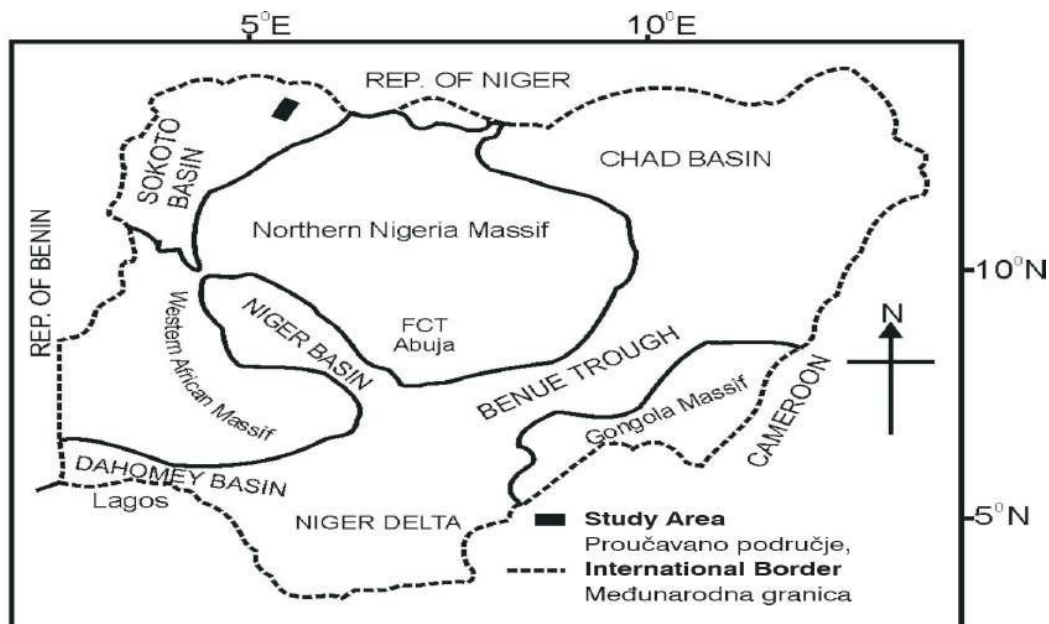 5°E
10°E
REP. OF NIGER
SOKOTO
BASIN
CHAD BASIN
Northern Nigeria Massif
REP. OF BENIN
10°N
Western African Massif
NIGER BASIN
FCT
Abuja
N
BENUE TROUGH
Gongola Massif
CAMEROON
DAHOMEY BASIN
Lagos
NIGER DELTA
5°N
Study Area
Proučavano područje,
International Border
Međunarodna granica